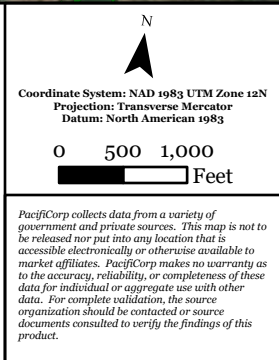 N
Coordinate System: NAD 1983 UTM Zone 12N
Projection: Transverse Mercator
Datum: North American 1983
0 500 1,000
Feet
PacifiCorp collects data from a variety of
government and private sources. This map is not to
be released nor put into any location that is
accessible electronically or otherwise available to
market affiliates. PacifiCorp makes no warranty as
to the accuracy, reliability, or completeness of these
data for individual or aggregate use with other
data. For complete validation, the source
organization should be contacted or source
documents consulted to verify the findings of this
product.